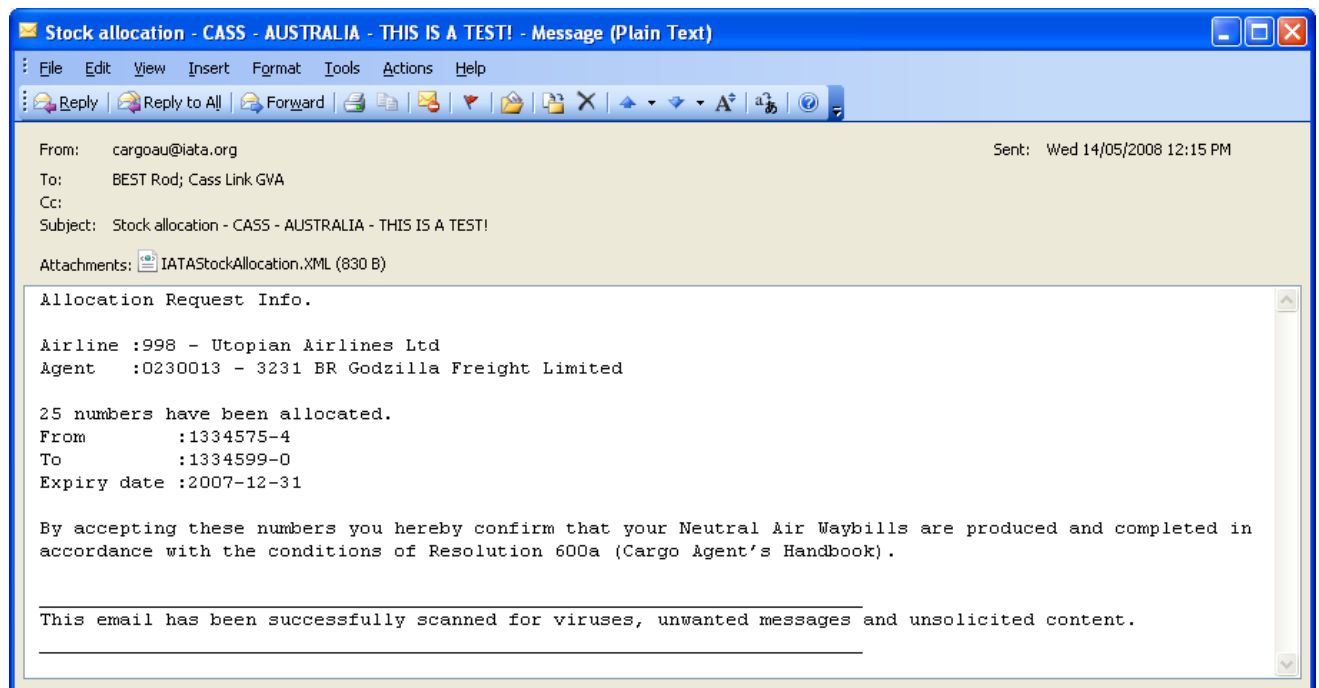 Stock allocation - CASS - AUSTRALIA - THIS IS A TEST! - Message (Plain Text)
File Edit View Insert Format Tools Actions Help
Reply Reply to All Forward
From: cargoau@iata.org Sent: Wed 14/05/2008 12:15 PM
To: BEST Rod; Cass Link GVA
Cc:
Subject: Stock allocation - CASS - AUSTRALIA - THIS IS A TEST!
Attachments: IATAStockAllocation.XML (830 B)
Allocation Request Info.
Airline :998 - Utopian Airlines Ltd
Agent :0230013 - 3231 BR Godzilla Freight Limited
25 numbers have been allocated.
From :1334575-4
To :1334599-0
Expiry date :2007-12-31
By accepting these numbers you hereby confirm that your Neutral Air Waybills are produced and completed in
accordance with the conditions of Resolution 600a (Cargo Agent's Handbook).
This email has been successfully scanned for viruses, unwanted messages and unsolicited content.